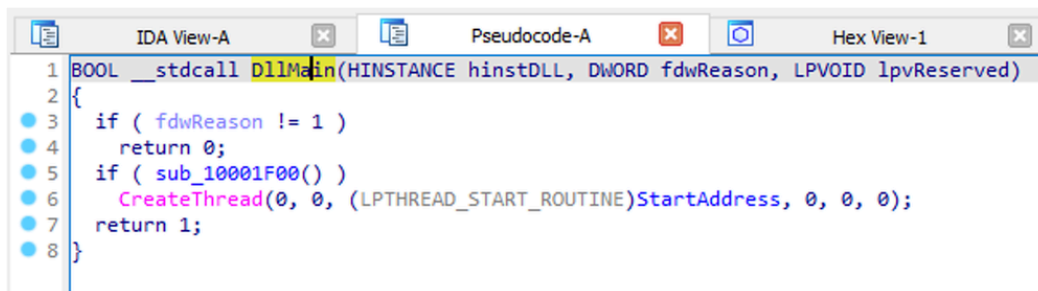 IDA View-A Pseudocode-A Hex View-1
1 BOOL __stdcall DllMain(HINSTANCE hinstDLL, DWORD fdwReason, LPVOID lpvReserved)
2 {
3 if ( fdwReason != 1 )
4 return 0;
5 if ( sub_10001F00() )
6 CreateThread(0, 0, (LPTHREAD_START_ROUTINE)StartAddress, 0, 0, 0);
7 return 1;
8 }